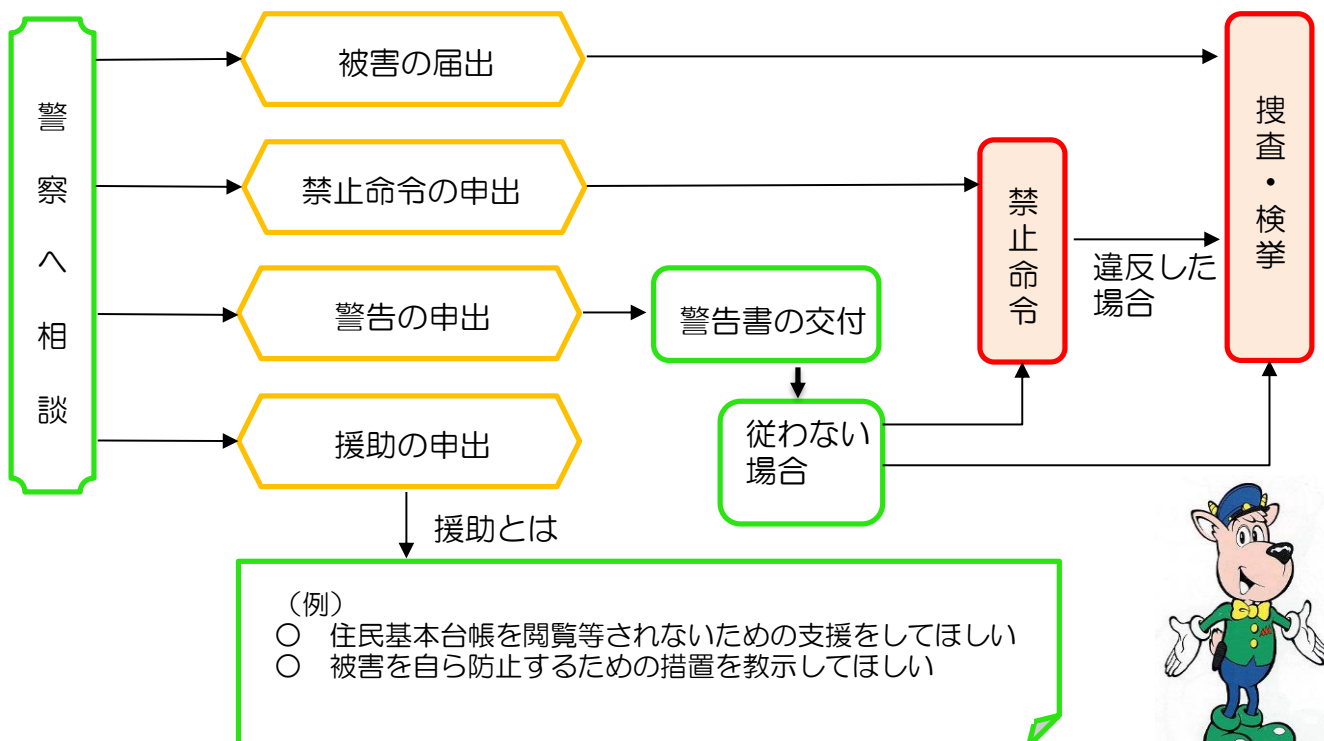 警察へ相談
被害の届出
禁止命令の申出
警告の申出
援助の申出
警告書の交付
従わない
場合
禁止命令
違反した
場合
捜査・検挙
援助とは
（例）
○　住民基本台帳を閲覧等されないための支援をしてほしい
○　被害を自ら防止するための措置を教示してほしい